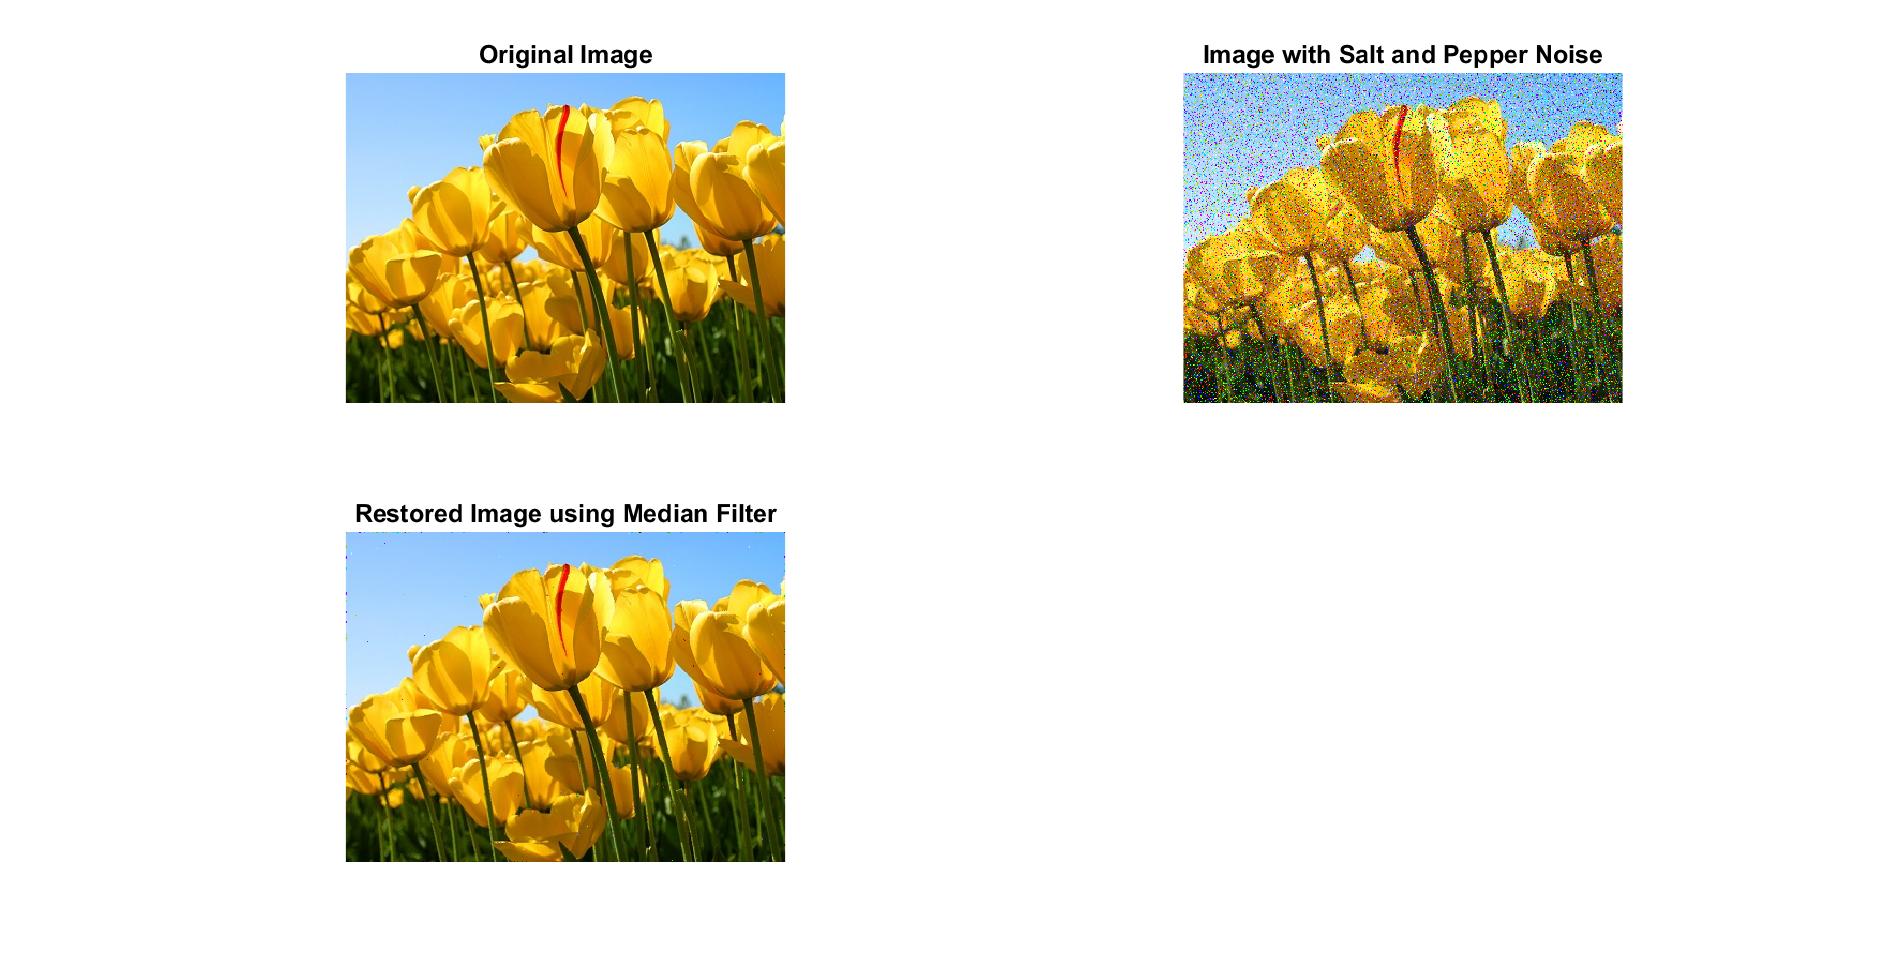 Original Image
Image with Salt and Pepper Noise
Restored Image using Median Filter